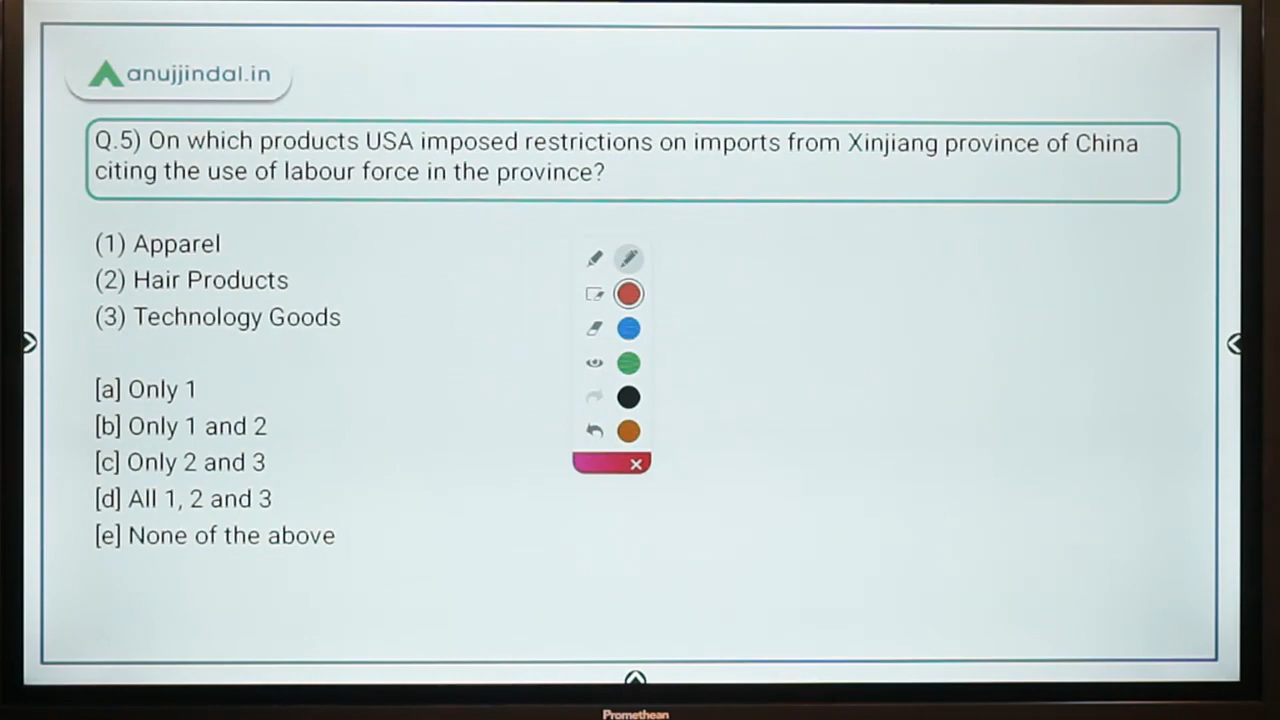 anujjindal.in
Q.5) On which products USA imposed restrictions on imports from Xinjiang province of China
citing the use of labour force in the province?
(1) Apparel
(2) Hair Products
(3) Technology Goods
[a] Only 1
[b] Only 1 and 2
[c] Only 2 and 3
[d] All 1, 2 and 3
[e] None of the above
Promethean